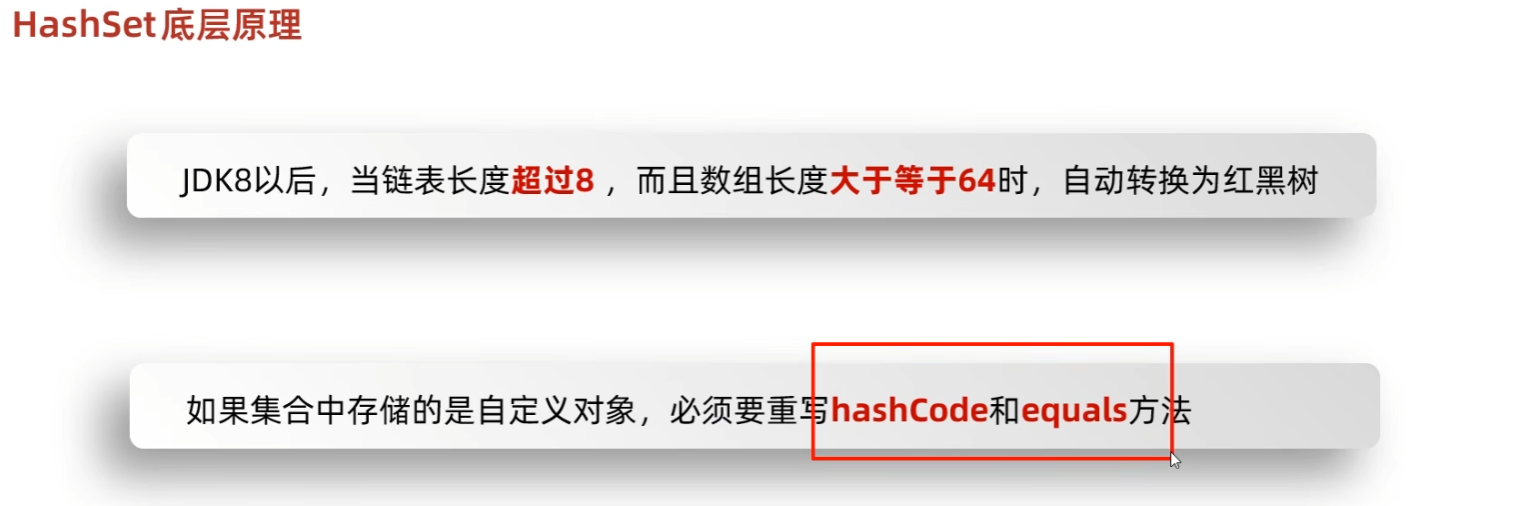 HashSet底层原理
JDK8以后，当链表长度超过8 ，而且数组长度大于等于64时，自动转换为红黑树
如果集合中存储的是自定义对象，必须要重写hashCode和equals方法